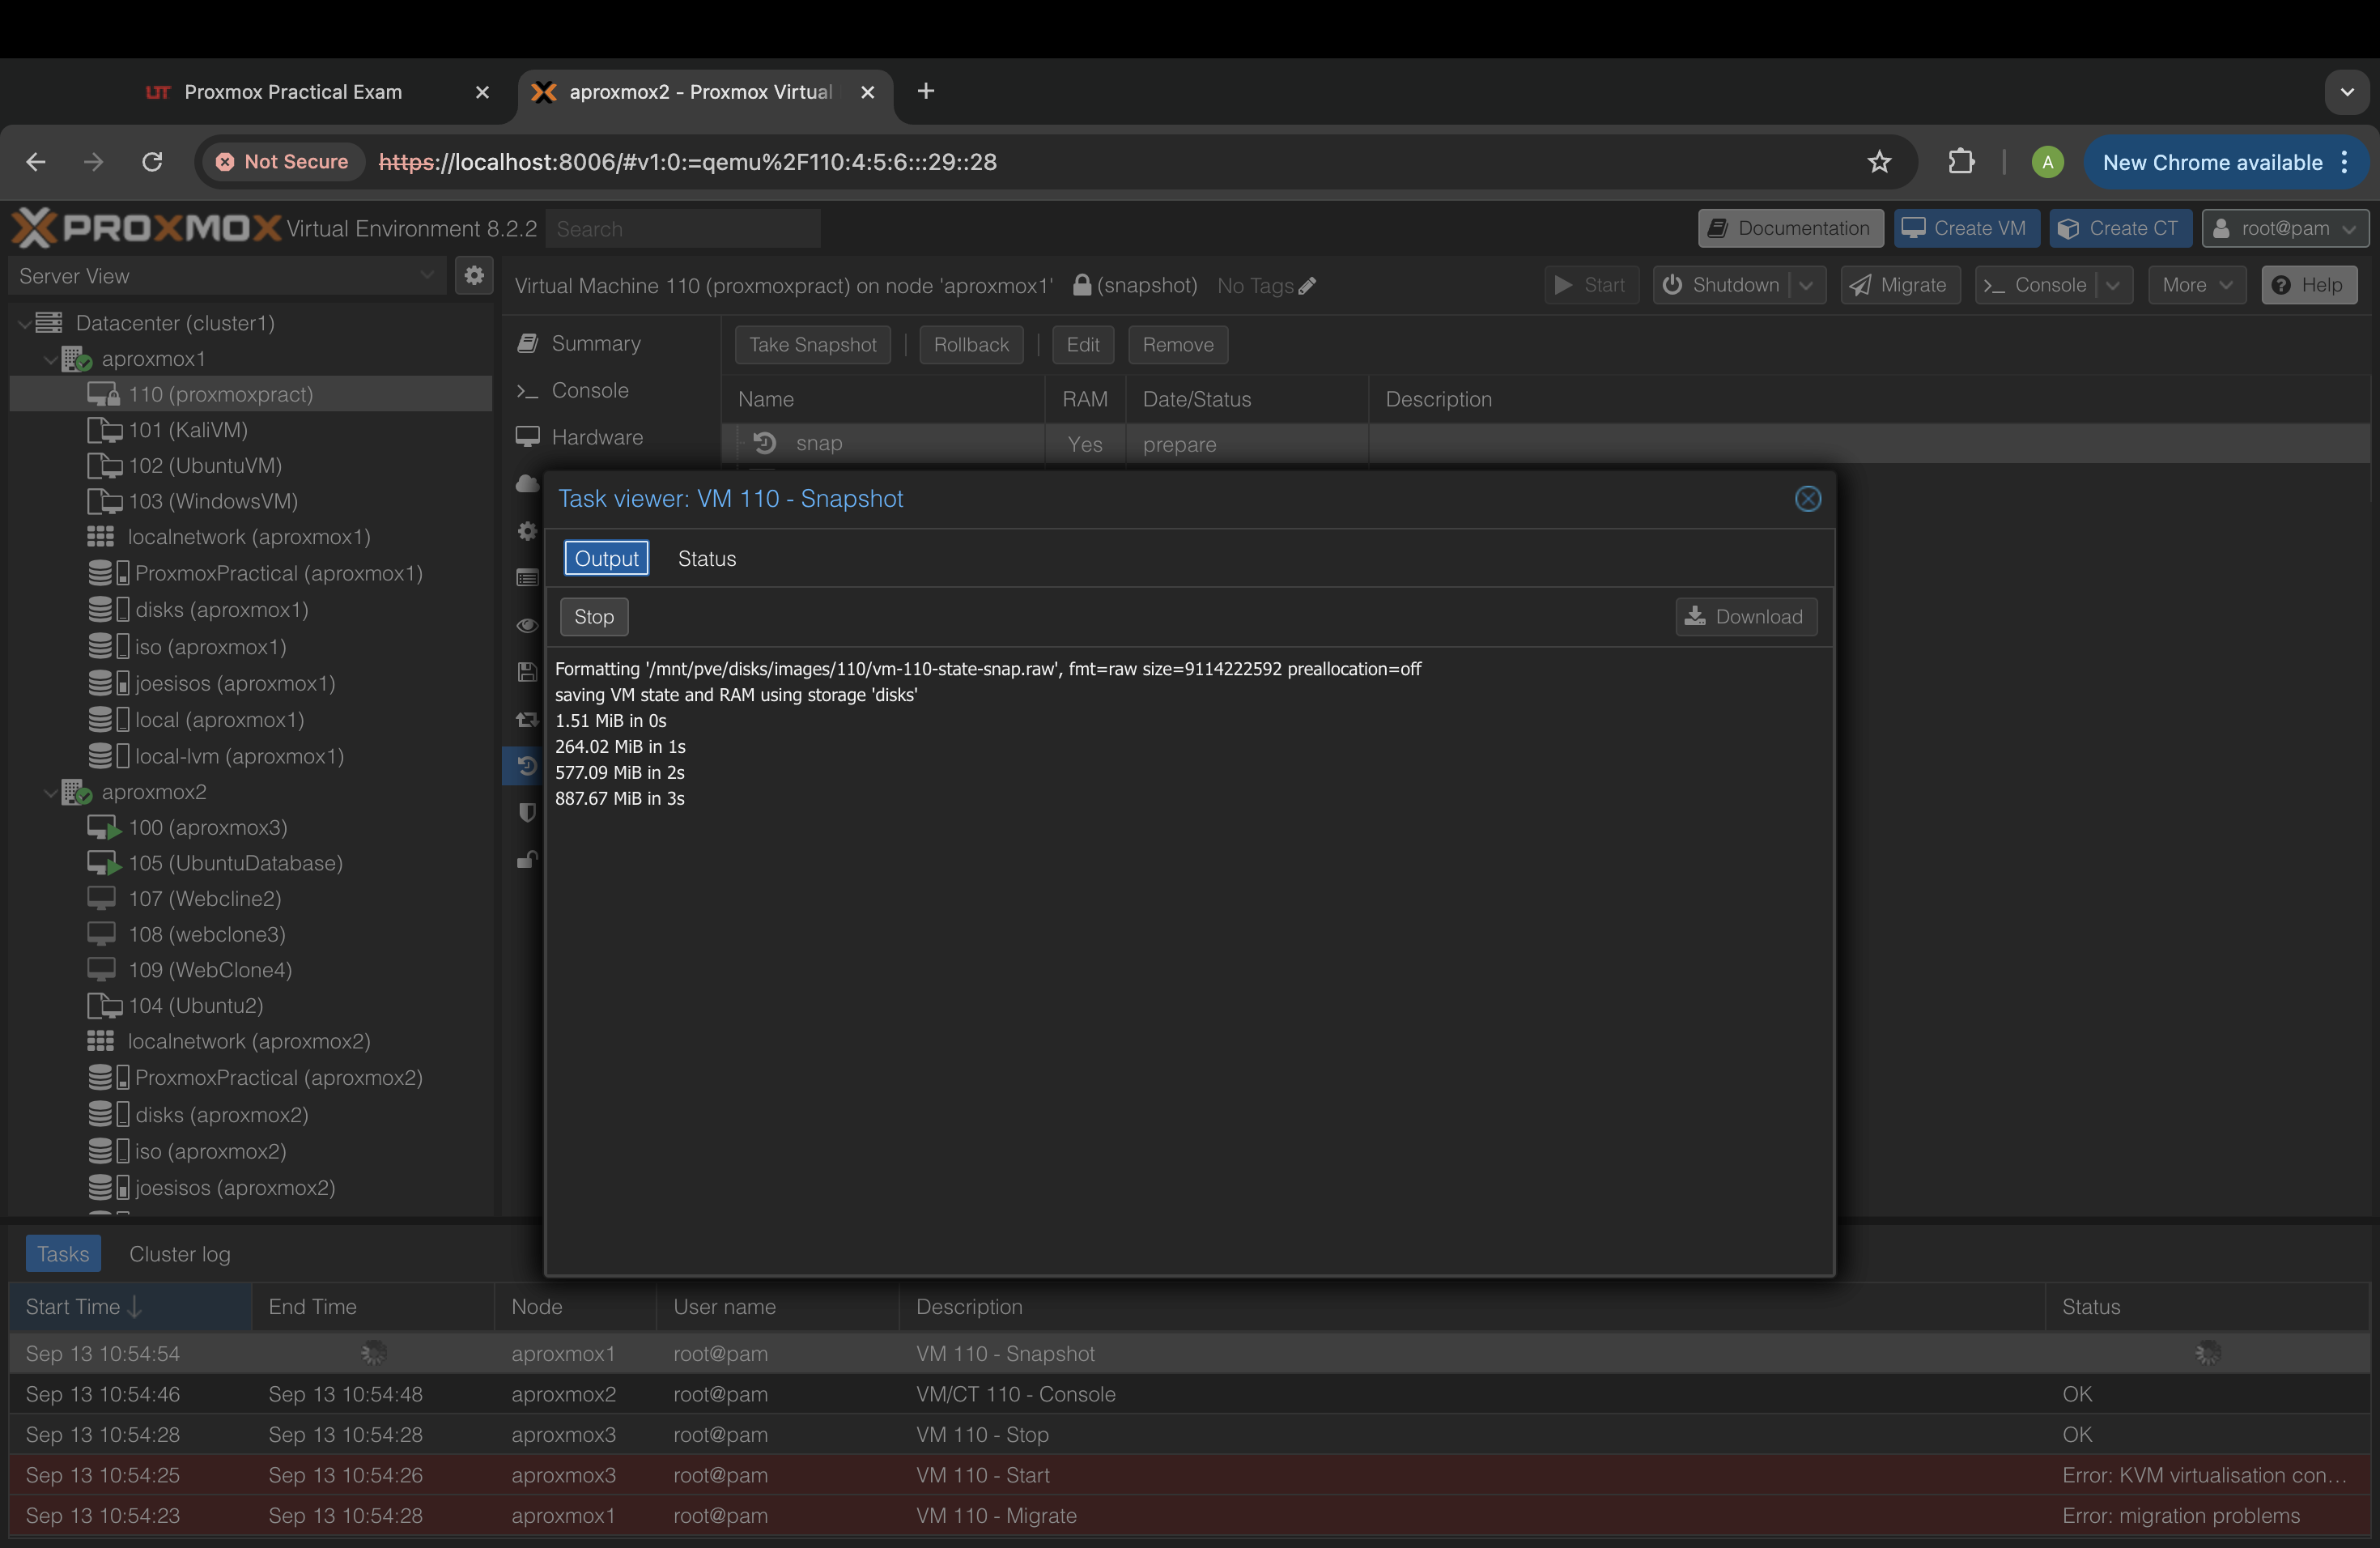 Proxmox Practical Exam
aproxmox2 - Proxmox Virtual
Not Secure
https://localhost:8006/#v1:0:=qemu%2F110:4:5:6:::29::28
A
New Chrome available
PROXMOX Virtual Environment 8.2.2
Search
Documentation
Create VM
Create CT
root@pam
Server View
Virtual Machine 110 (proxmoxpract) on node 'aproxmox1'
(snapshot)
No Tags
Start
Shutdown
Migrate
Console
More
Help
Datacenter (cluster1)
aproxmox1
110 (proxmoxpract)
101 (KaliVM)
102 (UbuntuVM)
103 (WindowsVM)
localnetwork (aproxmox1)
ProxmoxPractical (aproxmox1)
disks (aproxmox1)
iso (aproxmox1)
joesisos (aproxmox1)
local (aproxmox1)
local-lvm (aproxmox1)
aproxmox2
100 (aproxmox3)
105 (UbuntuDatabase)
107 (Webcline2)
108 (webclone3)
109 (WebClone4)
104 (Ubuntu2)
localnetwork (aproxmox2)
ProxmoxPractical (aproxmox2)
disks (aproxmox2)
iso (aproxmox2)
joesisos (aproxmox2)
Summary
Console
Hardware
Take Snapshot
Rollback
Edit
Remove
Name RAM Date/Status Description
snap Yes prepare
Task viewer: VM 110 - Snapshot
Output
Status
Stop
Download
Formatting '/mnt/pve/disks/images/110/vm-110-state-snap.raw', fmt=raw size=9114222592 preallocation=off
saving VM state and RAM using storage 'disks'
1.51 MiB in 0s
264.02 MiB in 1s
577.09 MiB in 2s
887.67 MiB in 3s
Tasks
Cluster log
Start Time End Time Node User name Description Status
Sep 13 10:54:54 aproxmox1 root@pam VM 110 - Snapshot
Sep 13 10:54:46 Sep 13 10:54:48 aproxmox2 root@pam VM/CT 110 - Console OK
Sep 13 10:54:28 Sep 13 10:54:28 aproxmox3 root@pam VM 110 - Stop OK
Sep 13 10:54:25 Sep 13 10:54:26 aproxmox3 root@pam VM 110 - Start Error: KVM virtualisation con...
Sep 13 10:54:23 Sep 13 10:54:28 aproxmox1 root@pam VM 110 - Migrate Error: migration problems